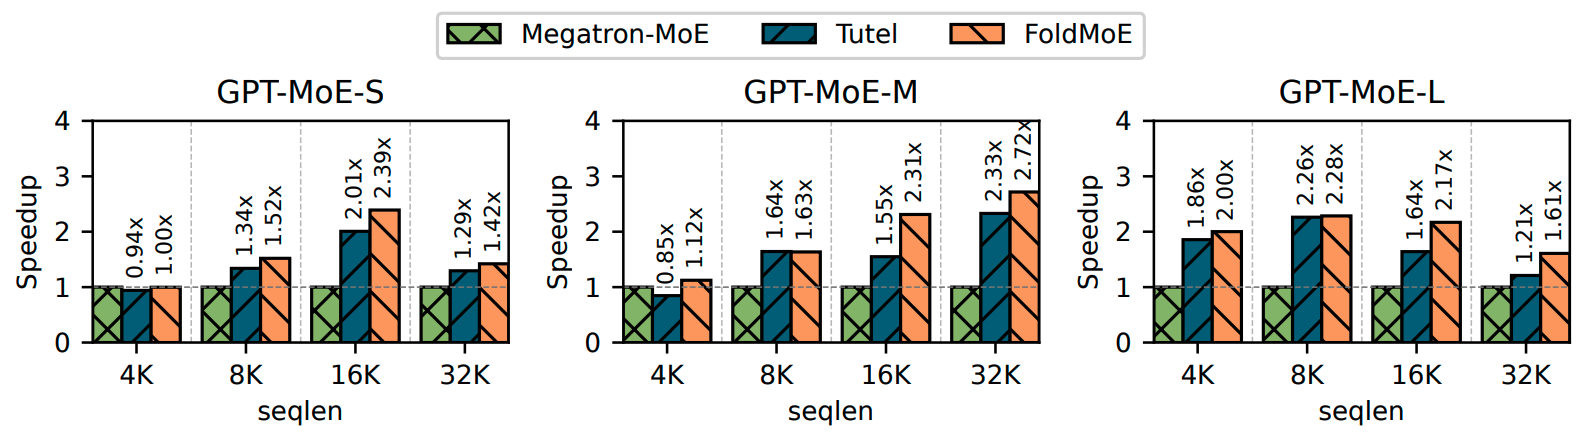 Megatron-MoE Tutel FoldMoE
GPT-MoE-S
Speedup
4
3
2
1
0
0.94x
1.00x
1.34x
1.52x
2.01x
2.39x
1.29x
1.42x
4K 8K 16K 32K
seqlen
GPT-MoE-M
Speedup
4
3
2
1
0
0.85x
1.12x
1.64x
1.63x
1.55x
2.31x
2.33x
2.72x
4K 8K 16K 32K
seqlen
GPT-MoE-L
Speedup
4
3
2
1
0
1.86x
2.00x
2.26x
2.28x
1.64x
2.17x
1.21x
1.61x
4K 8K 16K 32K
seqlen